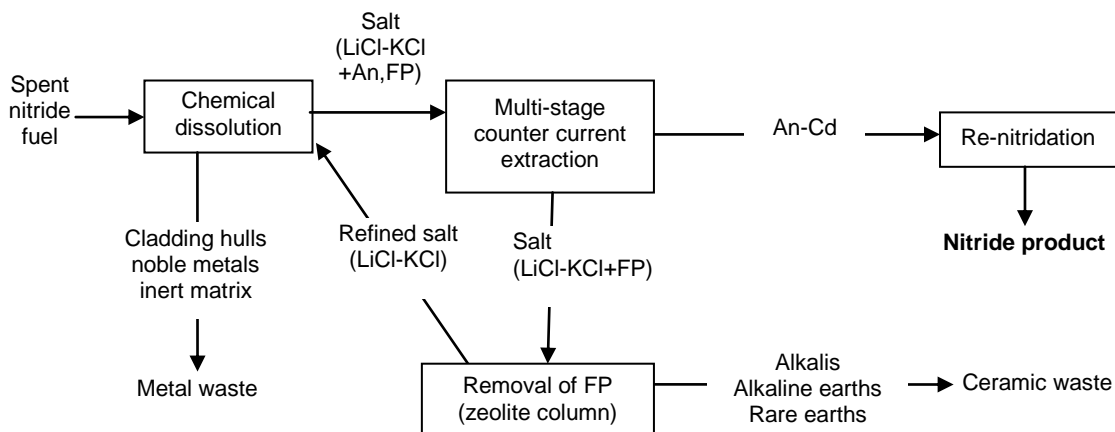 Spent
nitride
fuel
Chemical
dissolution
Salt
(LiCl-KCl
+An,FP)
Multi-stage
counter current
extraction
An-Cd
Re-nitridation
Nitride product
Cladding hulls
noble metals
inert matrix
Metal waste
Refined salt
(LiCl-KCl)
Salt
(LiCl-KCl+FP)
Removal of FP
(zeolite column)
Alkalis
Alkaline earths
Rare earths
Ceramic waste